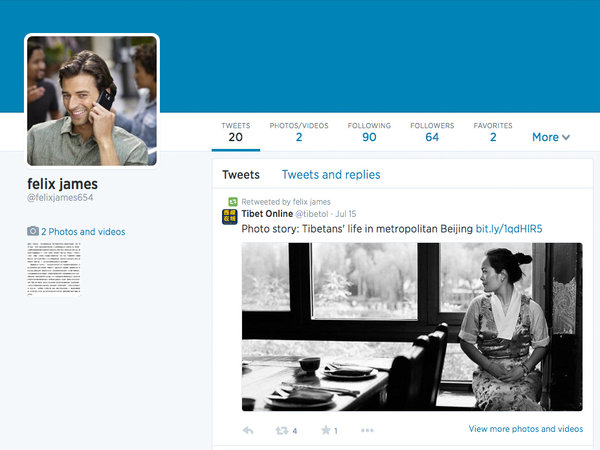 TWEETS PHOTOS/VIDEOS FOLLOWING FOLLOWERS FAVORITES
20 2 90 64 2 More
felix james
@felixjames654
2 Photos and videos
Tweets Tweets and replies
Retweeted by felix james
Tibet Online @tibetol · Jul 15
Photo story: Tibetans' life in metropolitan Beijing bit.ly/1qdHIR5
4 1 View more photos and videos